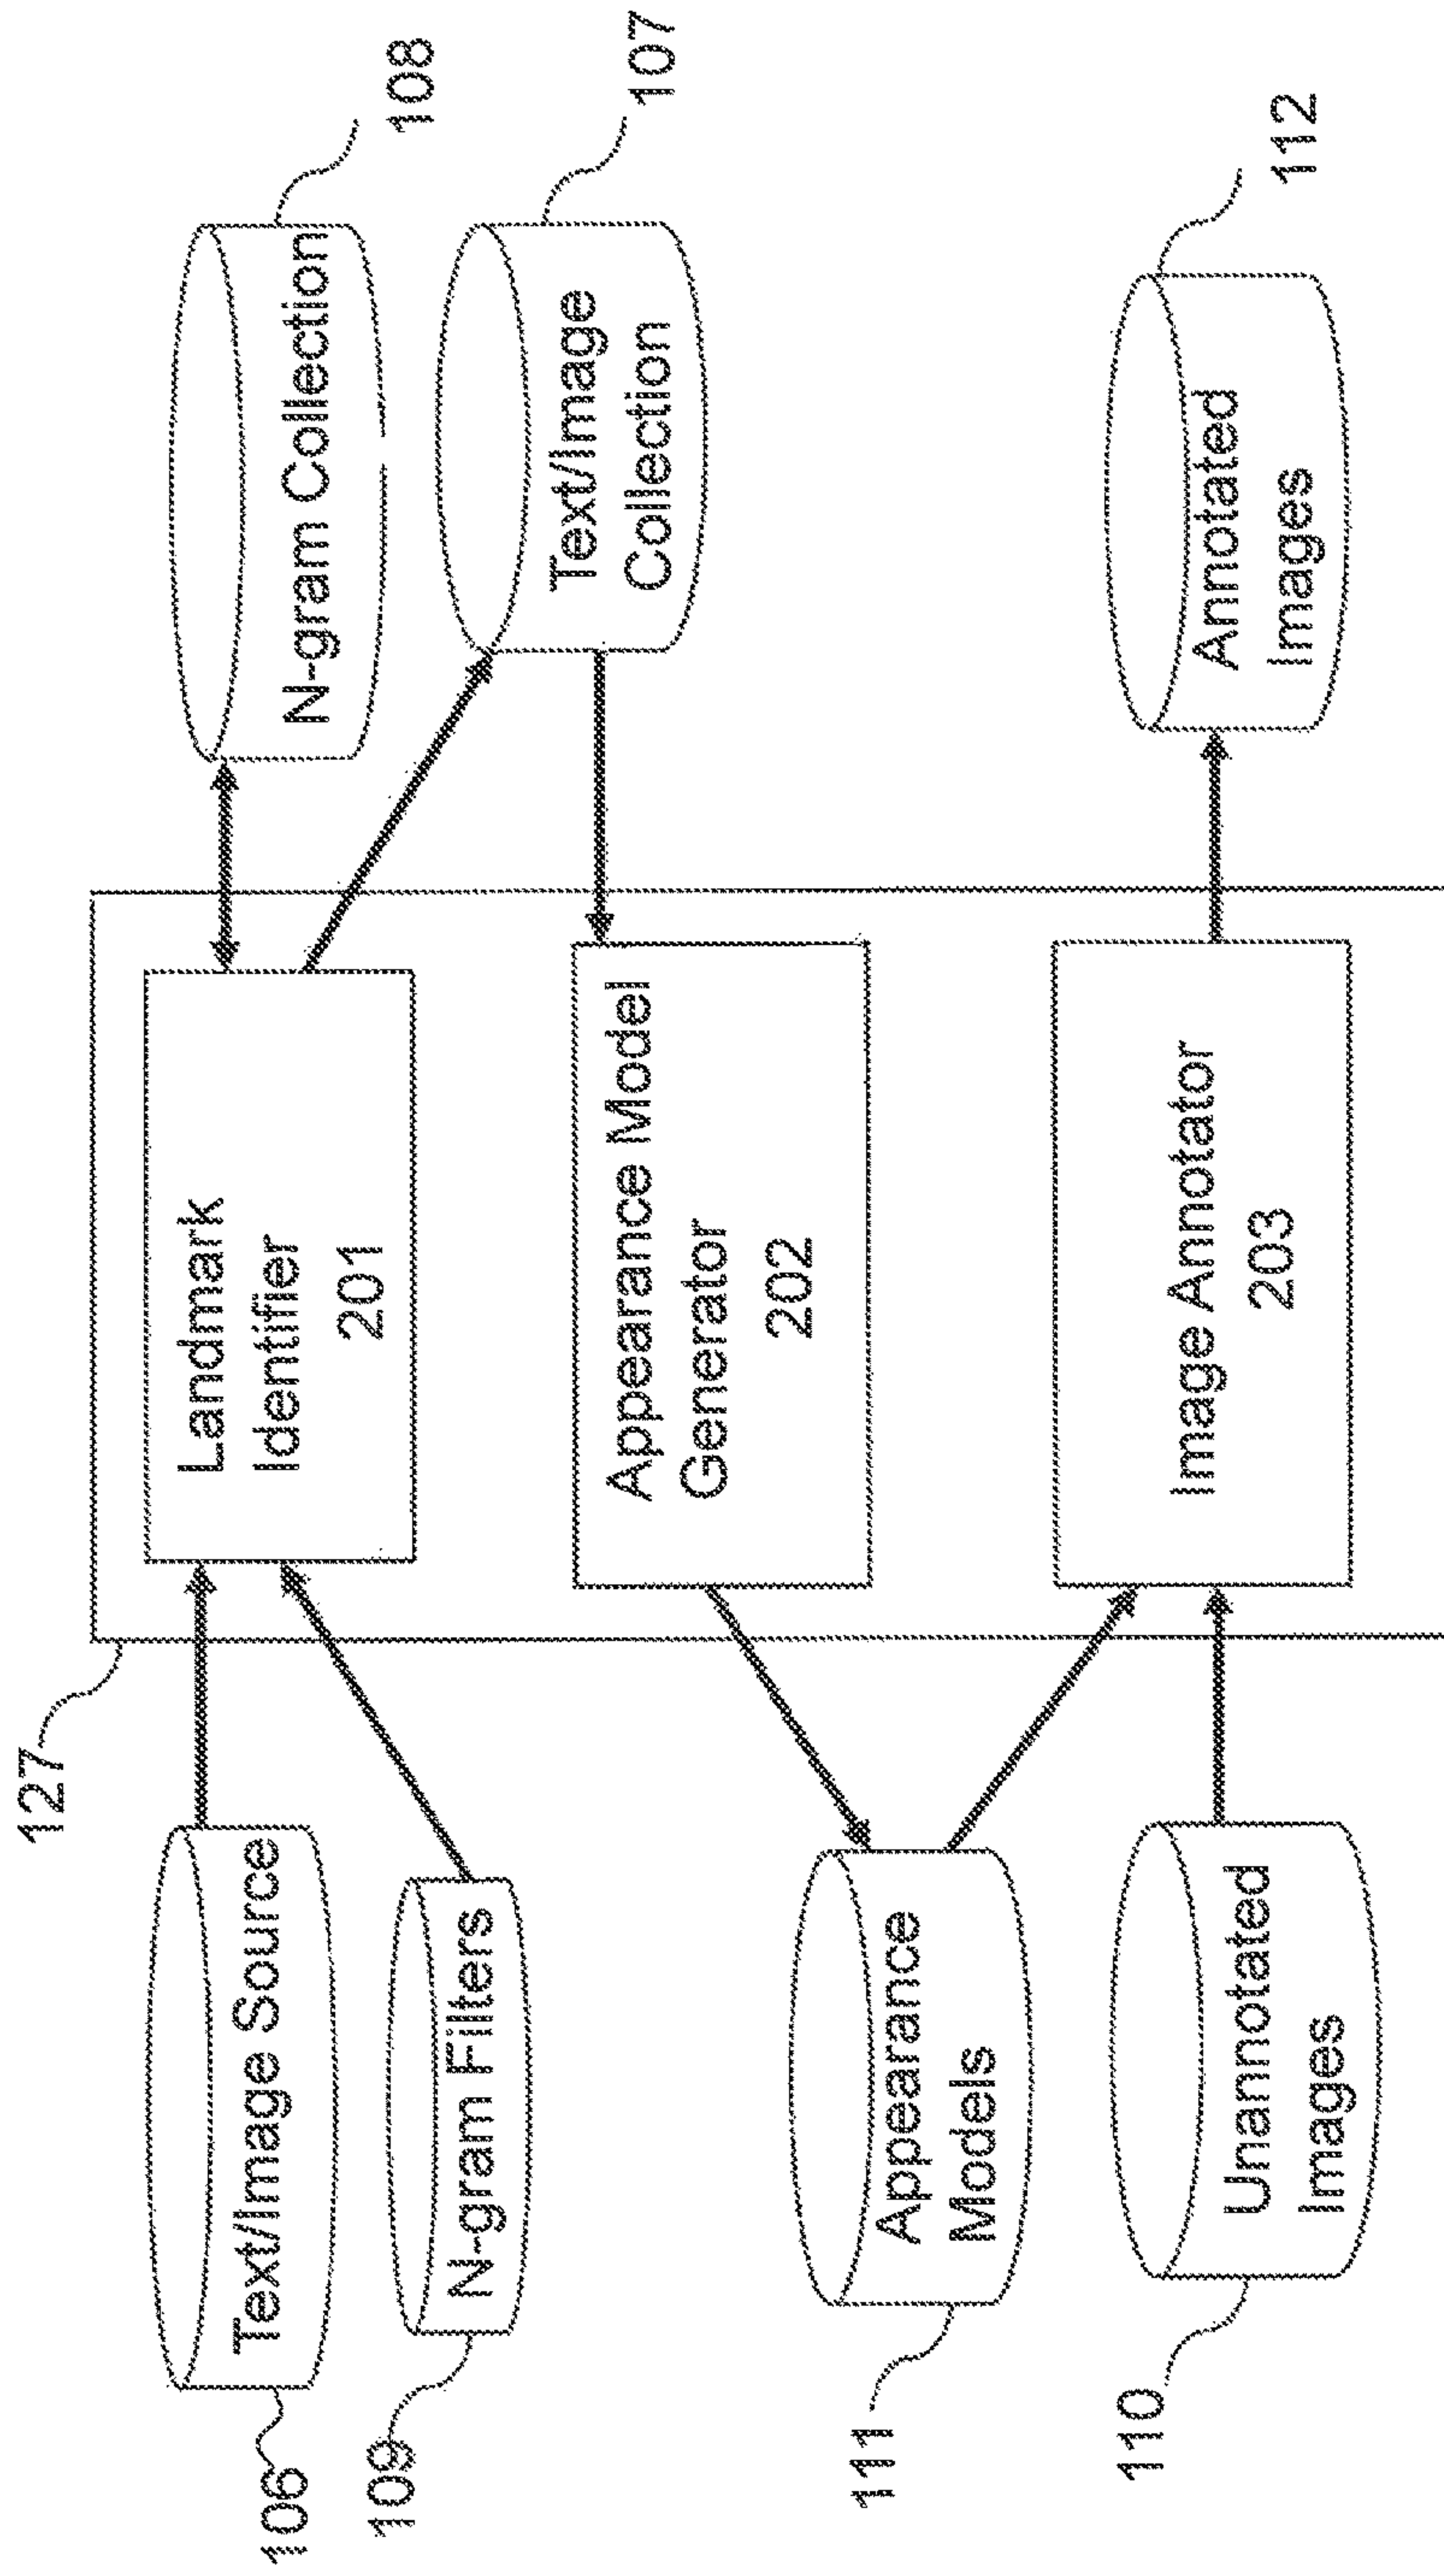 127
106
Text/Image Source
109
N-gram Filters
111
Appearance
Models
110
Unannotated
Images
Landmark
Identifier
201
Appearance Model
Generator
202
Image Annotator
203
N-gram Collection
108
Text/Image
Collection
107
Annotated
Images
112